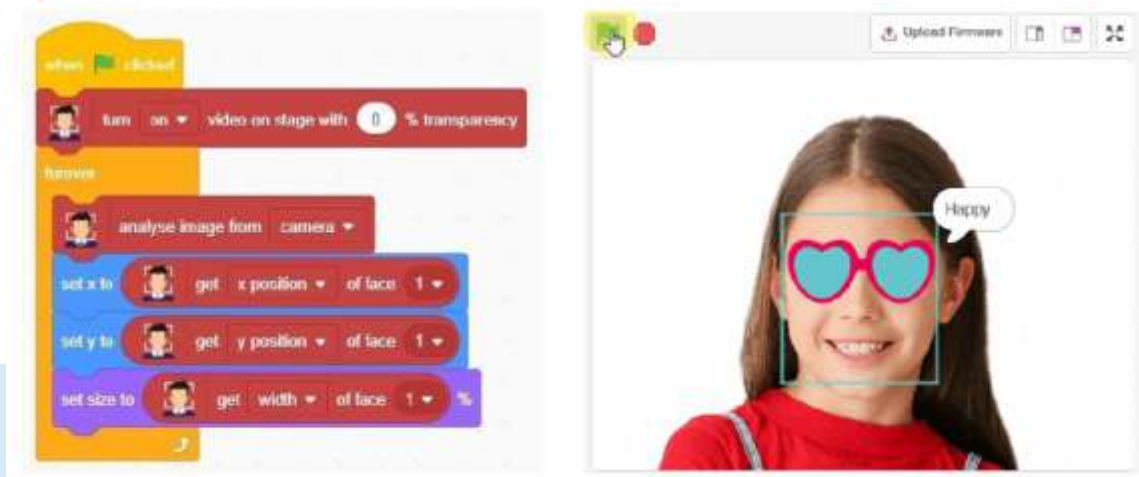 when clicked
turn on video on stage with 0 % transparency
forever
analyse image from camera
set x to get x position of face 1
set y to get y position of face 1
set size to get width of face 1 %
Upload Firmware
Happy